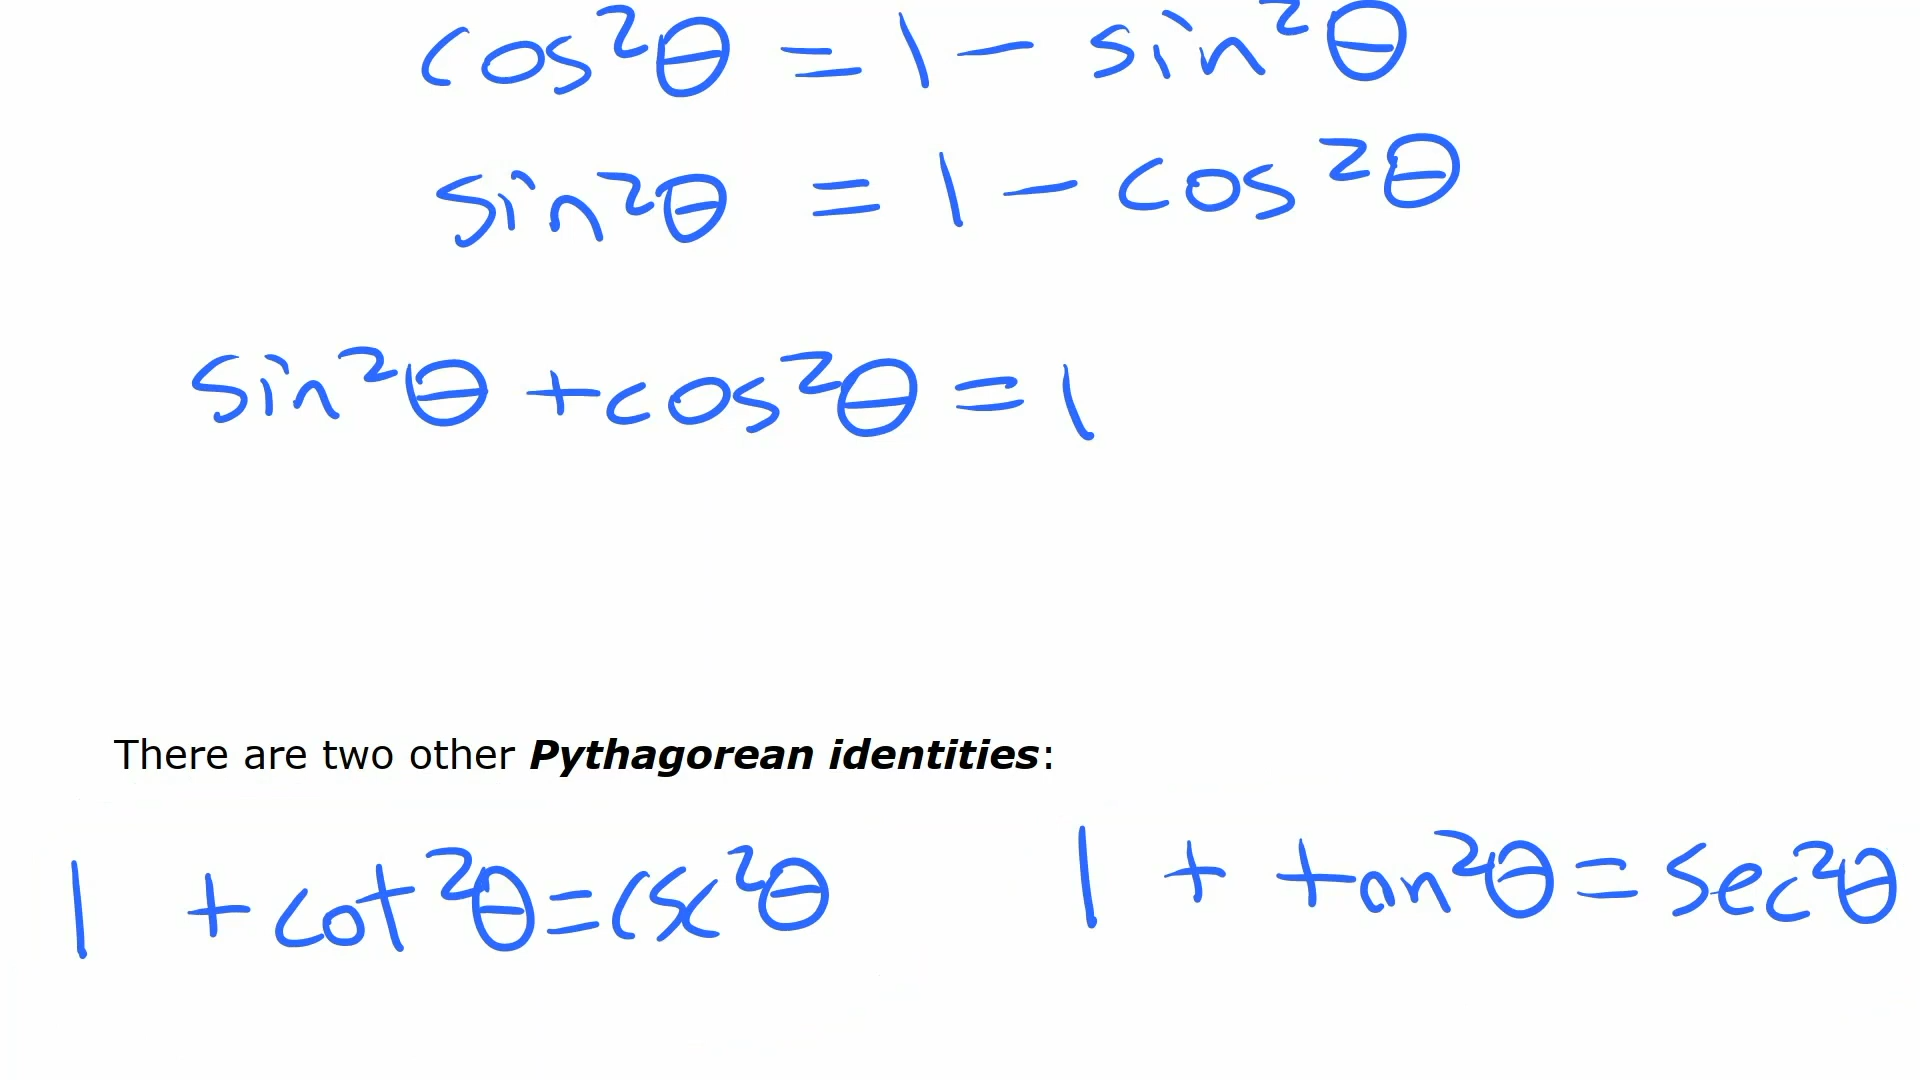 cos²θ = 1 − sin²θ
sin²θ = 1 − cos²θ
sin²θ + cos²θ = 1
There are two other Pythagorean identities:
1 + cot²θ = csc²θ 1 + tan²θ = sec²θ